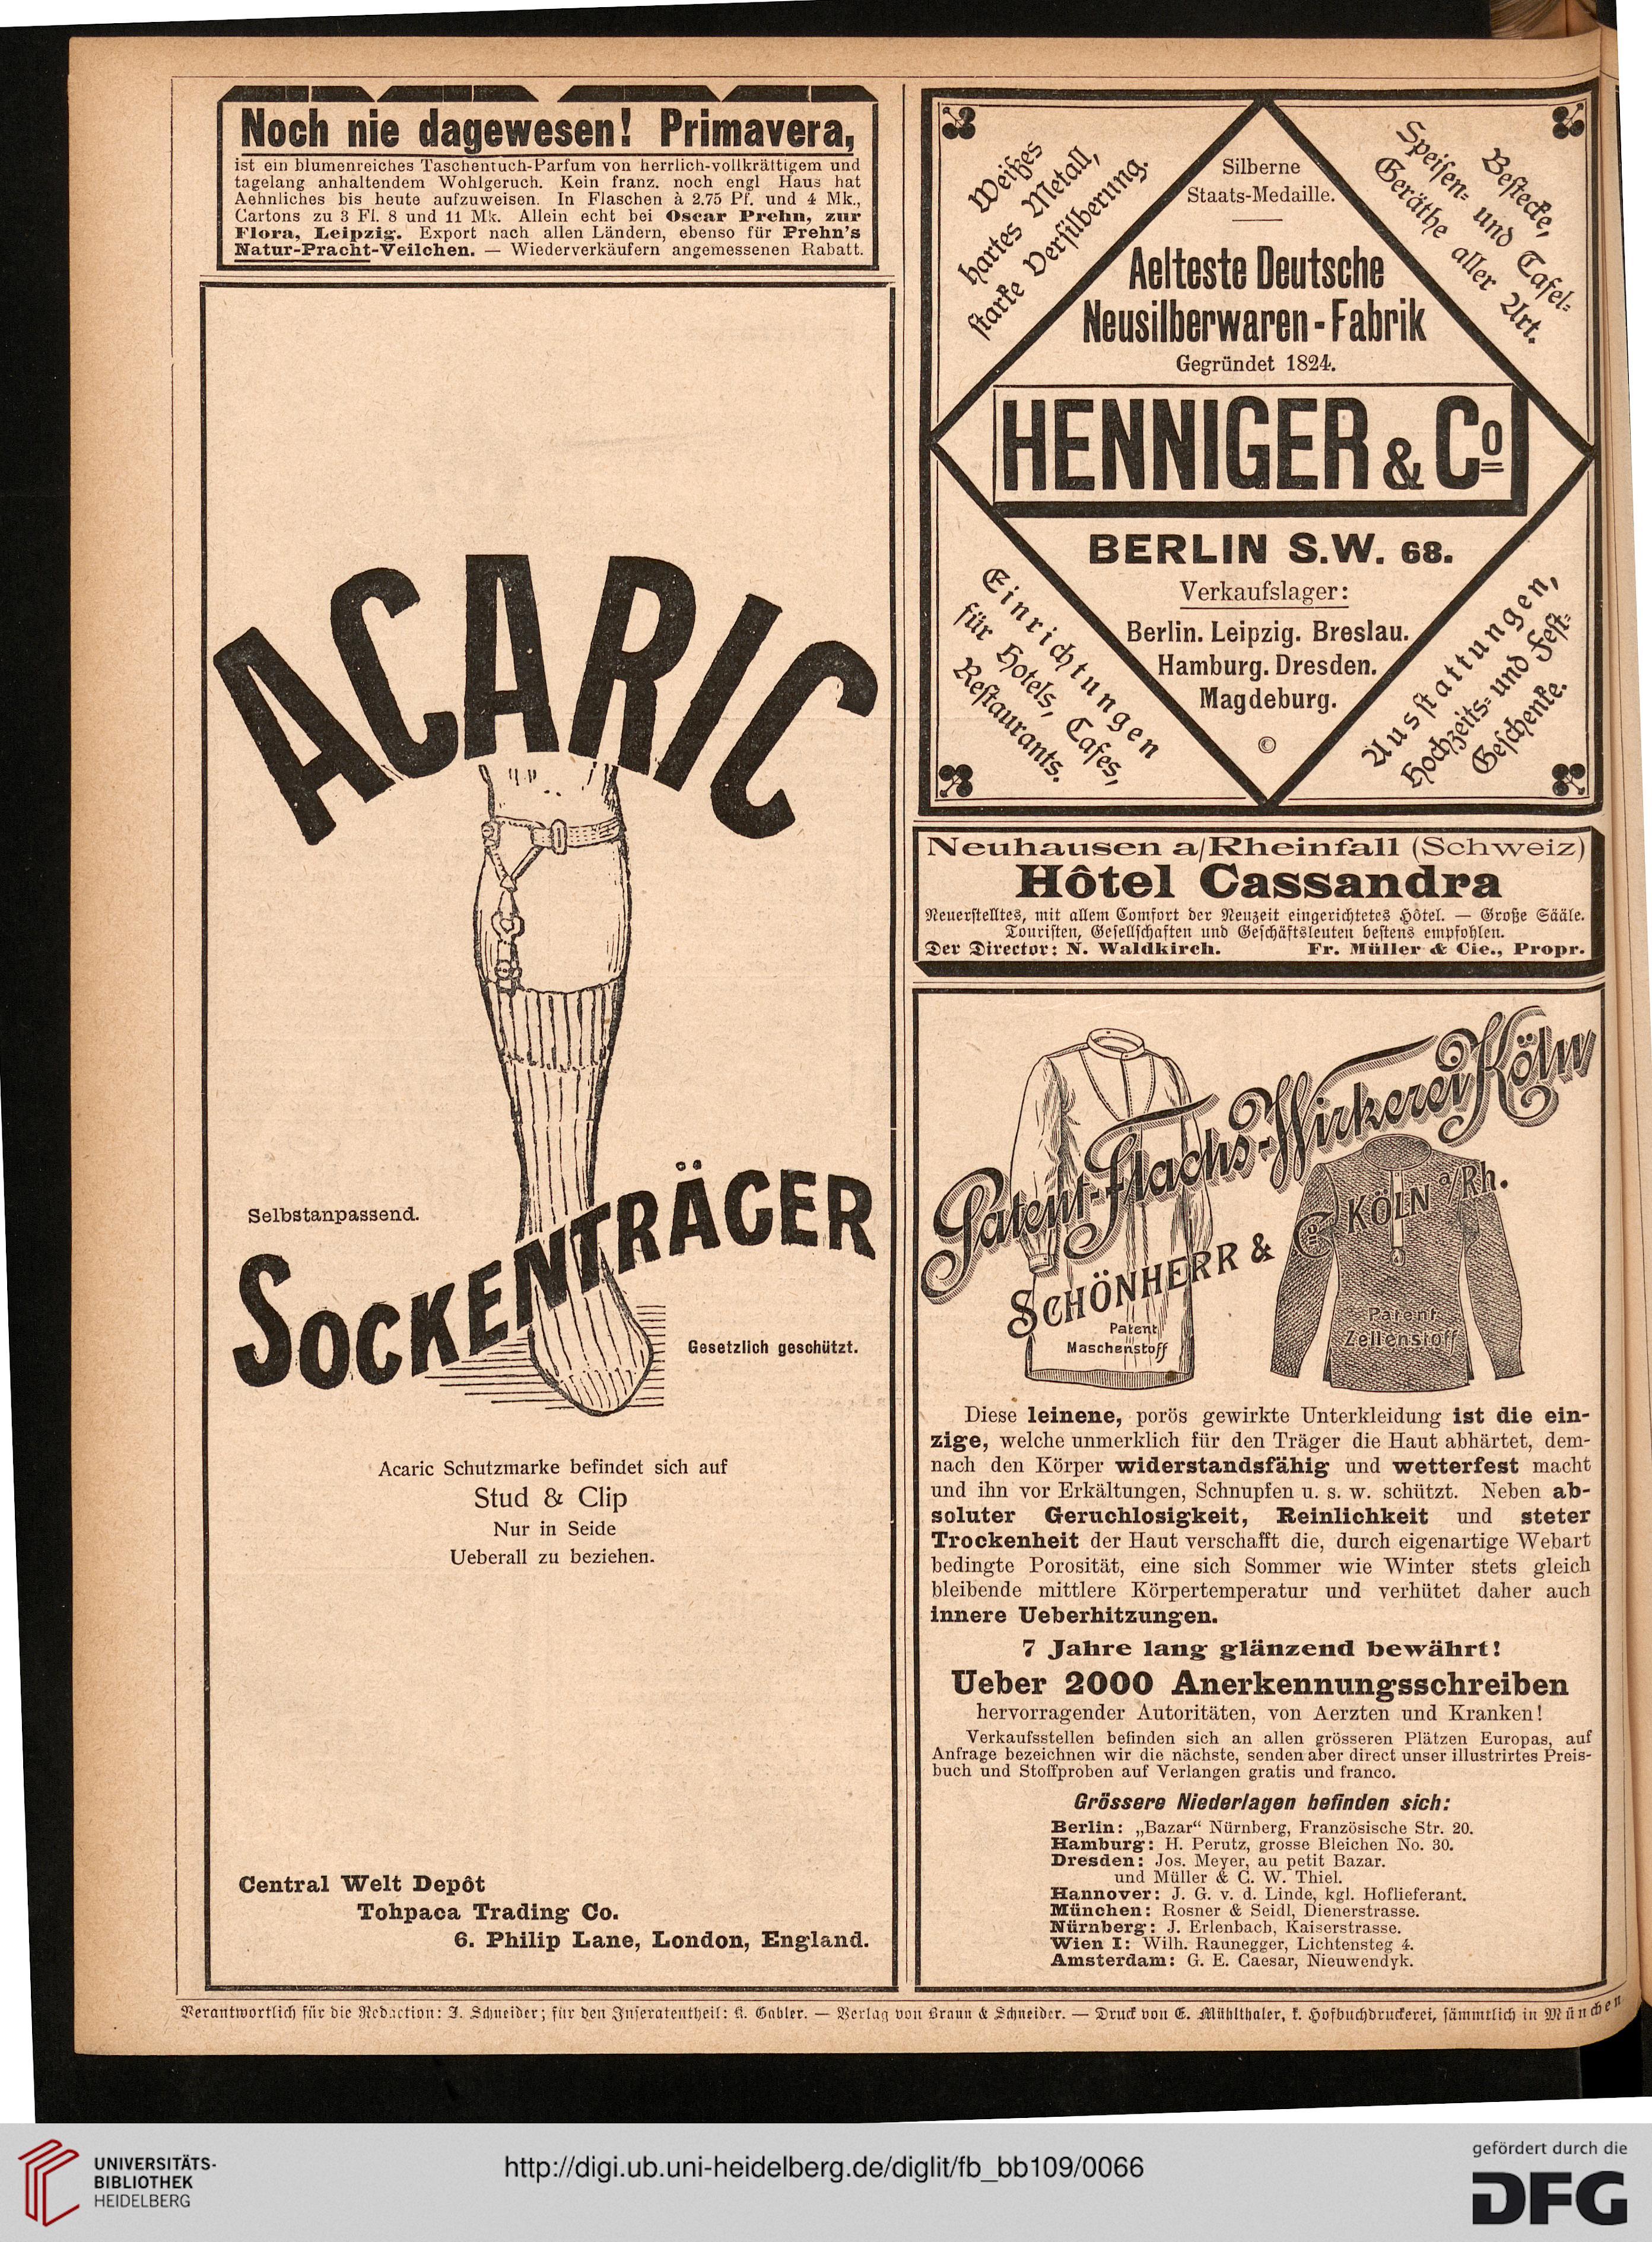 Noch nie dagewesen! Primavera,
ist ein blumenreiches Taschentuch-Parfum von herrlich-vollkräftigem und
tagelang anhaltendem Wohlgeruch. Kein franz. noch engl Haus hat
Aehnliches bis heute aufzuweisen. In Flaschen à 2.75 Pf. und 4 Mk.,
Cartons zu 3 Fl. 8 und 11 Mk. Allein echt bei Oscar Prehn, zur
Flora, Leipzig. Export nach allen Ländern, ebenso für Prehn's
Natur-Pracht-Veilchen. — Wiederverkäufern angemessenen Rabatt.
ACARIC
Selbstanpassend.
SOCKENTRÄGER
Gesetzlich geschützt.
Acaric Schutzmarke befindet sich auf
Stud & Clip
Nur in Seide
Ueberall zu beziehen.
Central Welt Depôt
Tohpaca Trading Co.
6. Philip Lane, London, England.
Weißes
hartes Metall,
starke Versilberung.
Silberne
Staats-Medaille.
Bestecke,
Speisen- und Tafel-
Geräthe aller Art.
Aelteste Deutsche
Neusilberwaren-Fabrik
Gegründet 1824.
HENNIGER & Co
BERLIN S.W. 68.
Verkaufslager:
Berlin. Leipzig. Breslau.
Hamburg. Dresden.
Magdeburg.
©
Einrichtungen
für Hotels, Cafes,
Restaurants.
Ausstattungen,
Hochzeits- und Fest-
Geschenke.
Neuhausen a/Rheinfall (Schweiz)
Hôtel Cassandra
Neuerstelltes, mit allem Comfort der Neuzeit eingerichtetes Hôtel. — Große Sääle.
Touristen, Gesellschaften und Geschäftsleuten bestens empfohlen.
Der Director: N. Waldkirch. Fr. Müller & Cie., Propr.
Patent-Flachs-Wirkerei Köln
SCHÖNHERR & Co KÖLN a/Rh.
Patent
Maschenstoff
Patent
Zellenstoff
Diese leinene, porös gewirkte Unterkleidung ist die ein-
zige, welche unmerklich für den Träger die Haut abhärtet, dem-
nach den Körper widerstandsfähig und wetterfest macht
und ihn vor Erkältungen, Schnupfen u. s. w. schützt. Neben ab-
soluter Geruchlosigkeit, Reinlichkeit und steter
Trockenheit der Haut verschafft die, durch eigenartige Webart
bedingte Porosität, eine sich Sommer wie Winter stets gleich
bleibende mittlere Körpertemperatur und verhütet daher auch
innere Ueberhitzungen.
7 Jahre lang glänzend bewährt!
Ueber 2000 Anerkennungsschreiben
hervorragender Autoritäten, von Aerzten und Kranken!
Verkaufsstellen befinden sich an allen grösseren Plätzen Europas, auf
Anfrage bezeichnen wir die nächste, senden aber direct unser illustrirtes Preis-
buch und Stoffproben auf Verlangen gratis und franco.
Grössere Niederlagen befinden sich:
Berlin: „Bazar“ Nürnberg, Französische Str. 20.
Hamburg: H. Perutz, grosse Bleichen No. 30.
Dresden: Jos. Meyer, au petit Bazar.
und Müller & C. W. Thiel.
Hannover: J. G. v. d. Linde, kgl. Hoflieferant.
München: Rosner & Seidl, Dienerstrasse.
Nürnberg: J. Erlenbach, Kaiserstrasse.
Wien I: Wilh. Raunegger, Lichtensteg 4.
Amsterdam: G. E. Caesar, Nieuwendyk.
Verantwortlich für die Redaction: J. Schneider; für den Inseratentheil: K. Gabler. — Verlag von Braun & Schneider. — Druck von E. Mühlthaler, k. Hofbuchdruckerei, sämmtlich in München
UNIVERSITÄTS-
BIBLIOTHEK
HEIDELBERG
http://digi.ub.uni-heidelberg.de/diglit/fb_bb109/0066
gefördert durch die
DFG